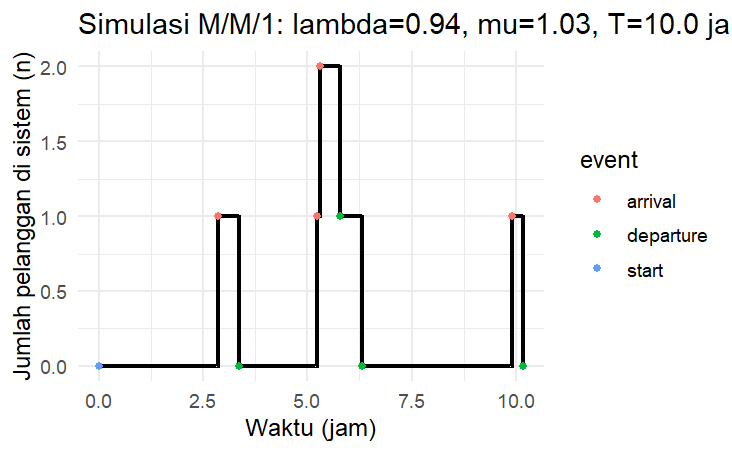 Simulasi M/M/1: lambda=0.94, mu=1.03, T=10.0 ja
Jumlah pelanggan di sistem (n)
2.0
1.5
1.0
0.5
0.0
0.0 2.5 5.0 7.5 10.0
Waktu (jam)
event
arrival
departure
start